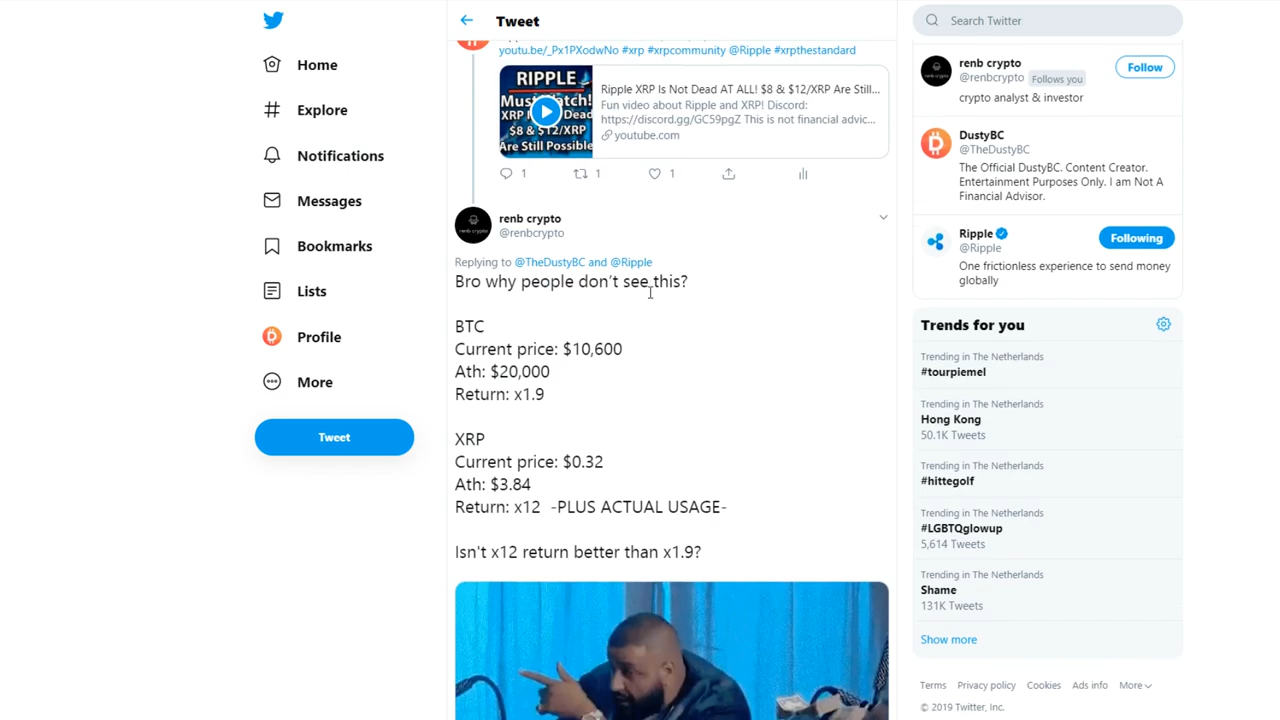 Home
Explore
Notifications
Messages
Bookmarks
Lists
Profile
More
Tweet
Tweet
youtu.be/_Px1PXodwNo #xrp #xrpcommunity @Ripple #xrpthestandard
RIPPLE
Must Watch!
XRP I Dead
$8 & $12/XRP
Are Still Possible
Ripple XRP Is Not Dead AT ALL! $8 & $12/XRP Are Still...
Fun video about Ripple and XRP! Discord:
https://discord.gg/GC59pgZ This is not financial advic...
youtube.com
1 1 1
renb crypto
@renbcrypto
Replying to @TheDustyBC and @Ripple
Bro why people don’t see this?
BTC
Current price: $10,600
Ath: $20,000
Return: x1.9
XRP
Current price: $0.32
Ath: $3.84
Return: x12 -PLUS ACTUAL USAGE-
Isn't x12 return better than x1.9?
Search Twitter
renb crypto
@renbcrypto Follows you
Follow
crypto analyst & investor
DustyBC
@TheDustyBC
The Official DustyBC. Content Creator.
Entertainment Purposes Only. I am Not A
Financial Advisor.
Ripple
@Ripple
Following
One frictionless experience to send money
globally
Trends for you
Trending in The Netherlands
#tourpiemel
Trending in The Netherlands
Hong Kong
50.1K Tweets
Trending in The Netherlands
#hittegolf
Trending in The Netherlands
#LGBTQglowup
5,614 Tweets
Trending in The Netherlands
Shame
131K Tweets
Show more
Terms Privacy policy Cookies Ads info More
© 2019 Twitter, Inc.